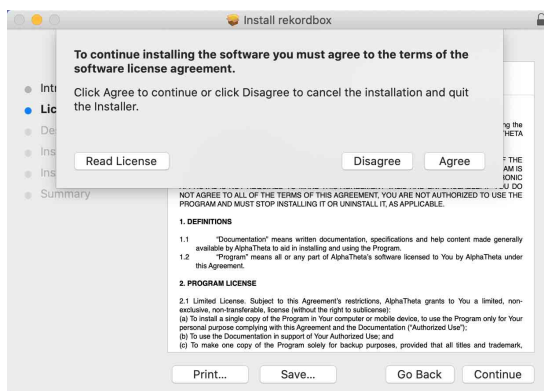 Install rekordbox
To continue installing the software you must agree to the terms of the
software license agreement.
Click Agree to continue or click Disagree to cancel the installation and quit
the Installer.
Read License
Disagree
Agree
Summary
NOT AGREE TO ALL OF THE TERMS OF THIS AGREEMENT, YOU ARE NOT AUTHORIZED TO USE THE
PROGRAM AND MUST STOP INSTALLING IT OR UNINSTALL IT, AS APPLICABLE.
1. DEFINITIONS
1.1 “Documentation” means written documentation, specifications and help content made generally
available by AlphaTheta to aid in installing and using the Program.
1.2 “Program” means all or any part of AlphaTheta’s software licensed to You by AlphaTheta under
this Agreement.
2. PROGRAM LICENSE
2.1 Limited License. Subject to this Agreement’s restrictions, AlphaTheta grants to You a limited, non-
exclusive, non-transferable, license (without the right to sublicense):
(a) To install a single copy of the Program in Your computer or mobile device, to use the Program only for Your
personal purpose complying with this Agreement and the Documentation (“Authorized Use”);
(b) To use the Documentation in support of Your Authorized Use; and
(c) To make one copy of the Program solely for backup purposes, provided that all titles and trademark,
Print...
Save...
Go Back
Continue